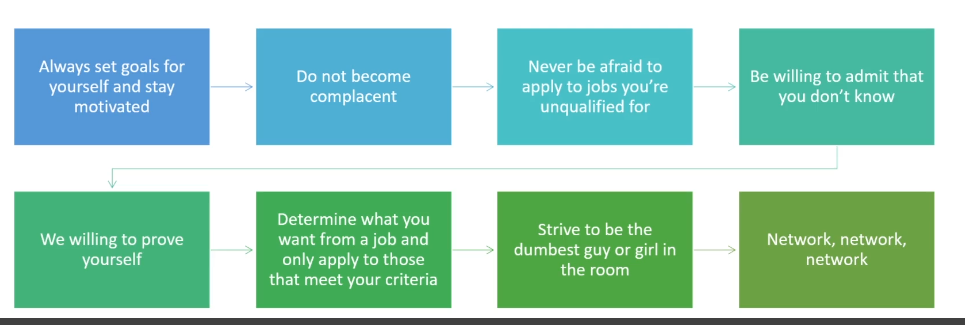 Always set goals for
yourself and stay
motivated
Do not become
complacent
Never be afraid to
apply to jobs you're
unqualified for
Be willing to admit that
you don't know
We willing to prove
yourself
Determine what you
want from a job and
only apply to those
that meet your criteria
Strive to be the
dumbest guy or girl in
the room
Network, network,
network